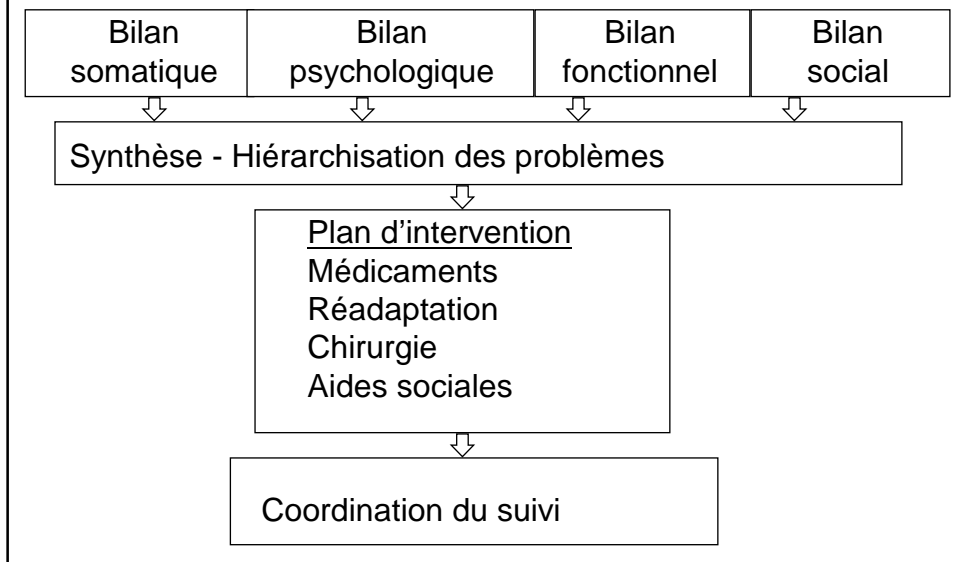 Bilan
somatique
Bilan
psychologique
Bilan
fonctionnel
Bilan
social
Synthèse - Hiérarchisation des problèmes
Plan d'intervention
Médicaments
Réadaptation
Chirurgie
Aides sociales
Coordination du suivi